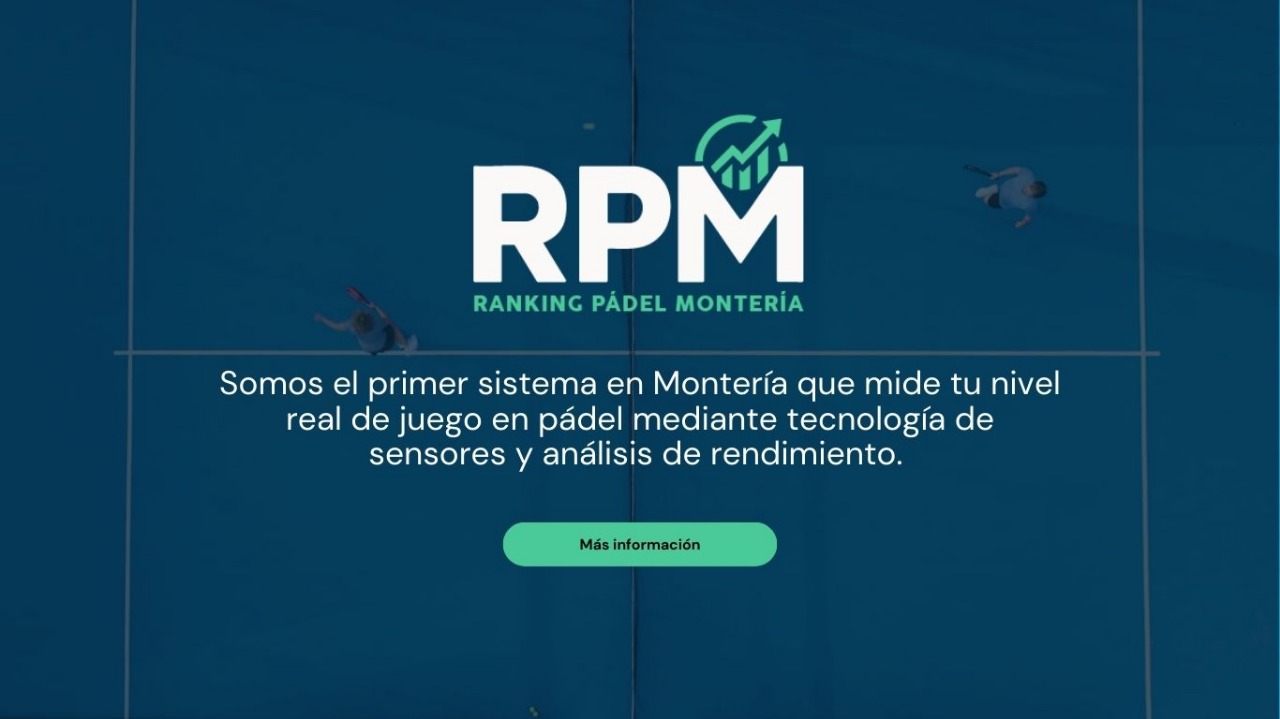 RPM
RANKING PÁDEL MONTERÍA
Somos el primer sistema en Montería que mide tu nivel
real de juego en pádel mediante tecnología de
sensores y análisis de rendimiento.
Más información